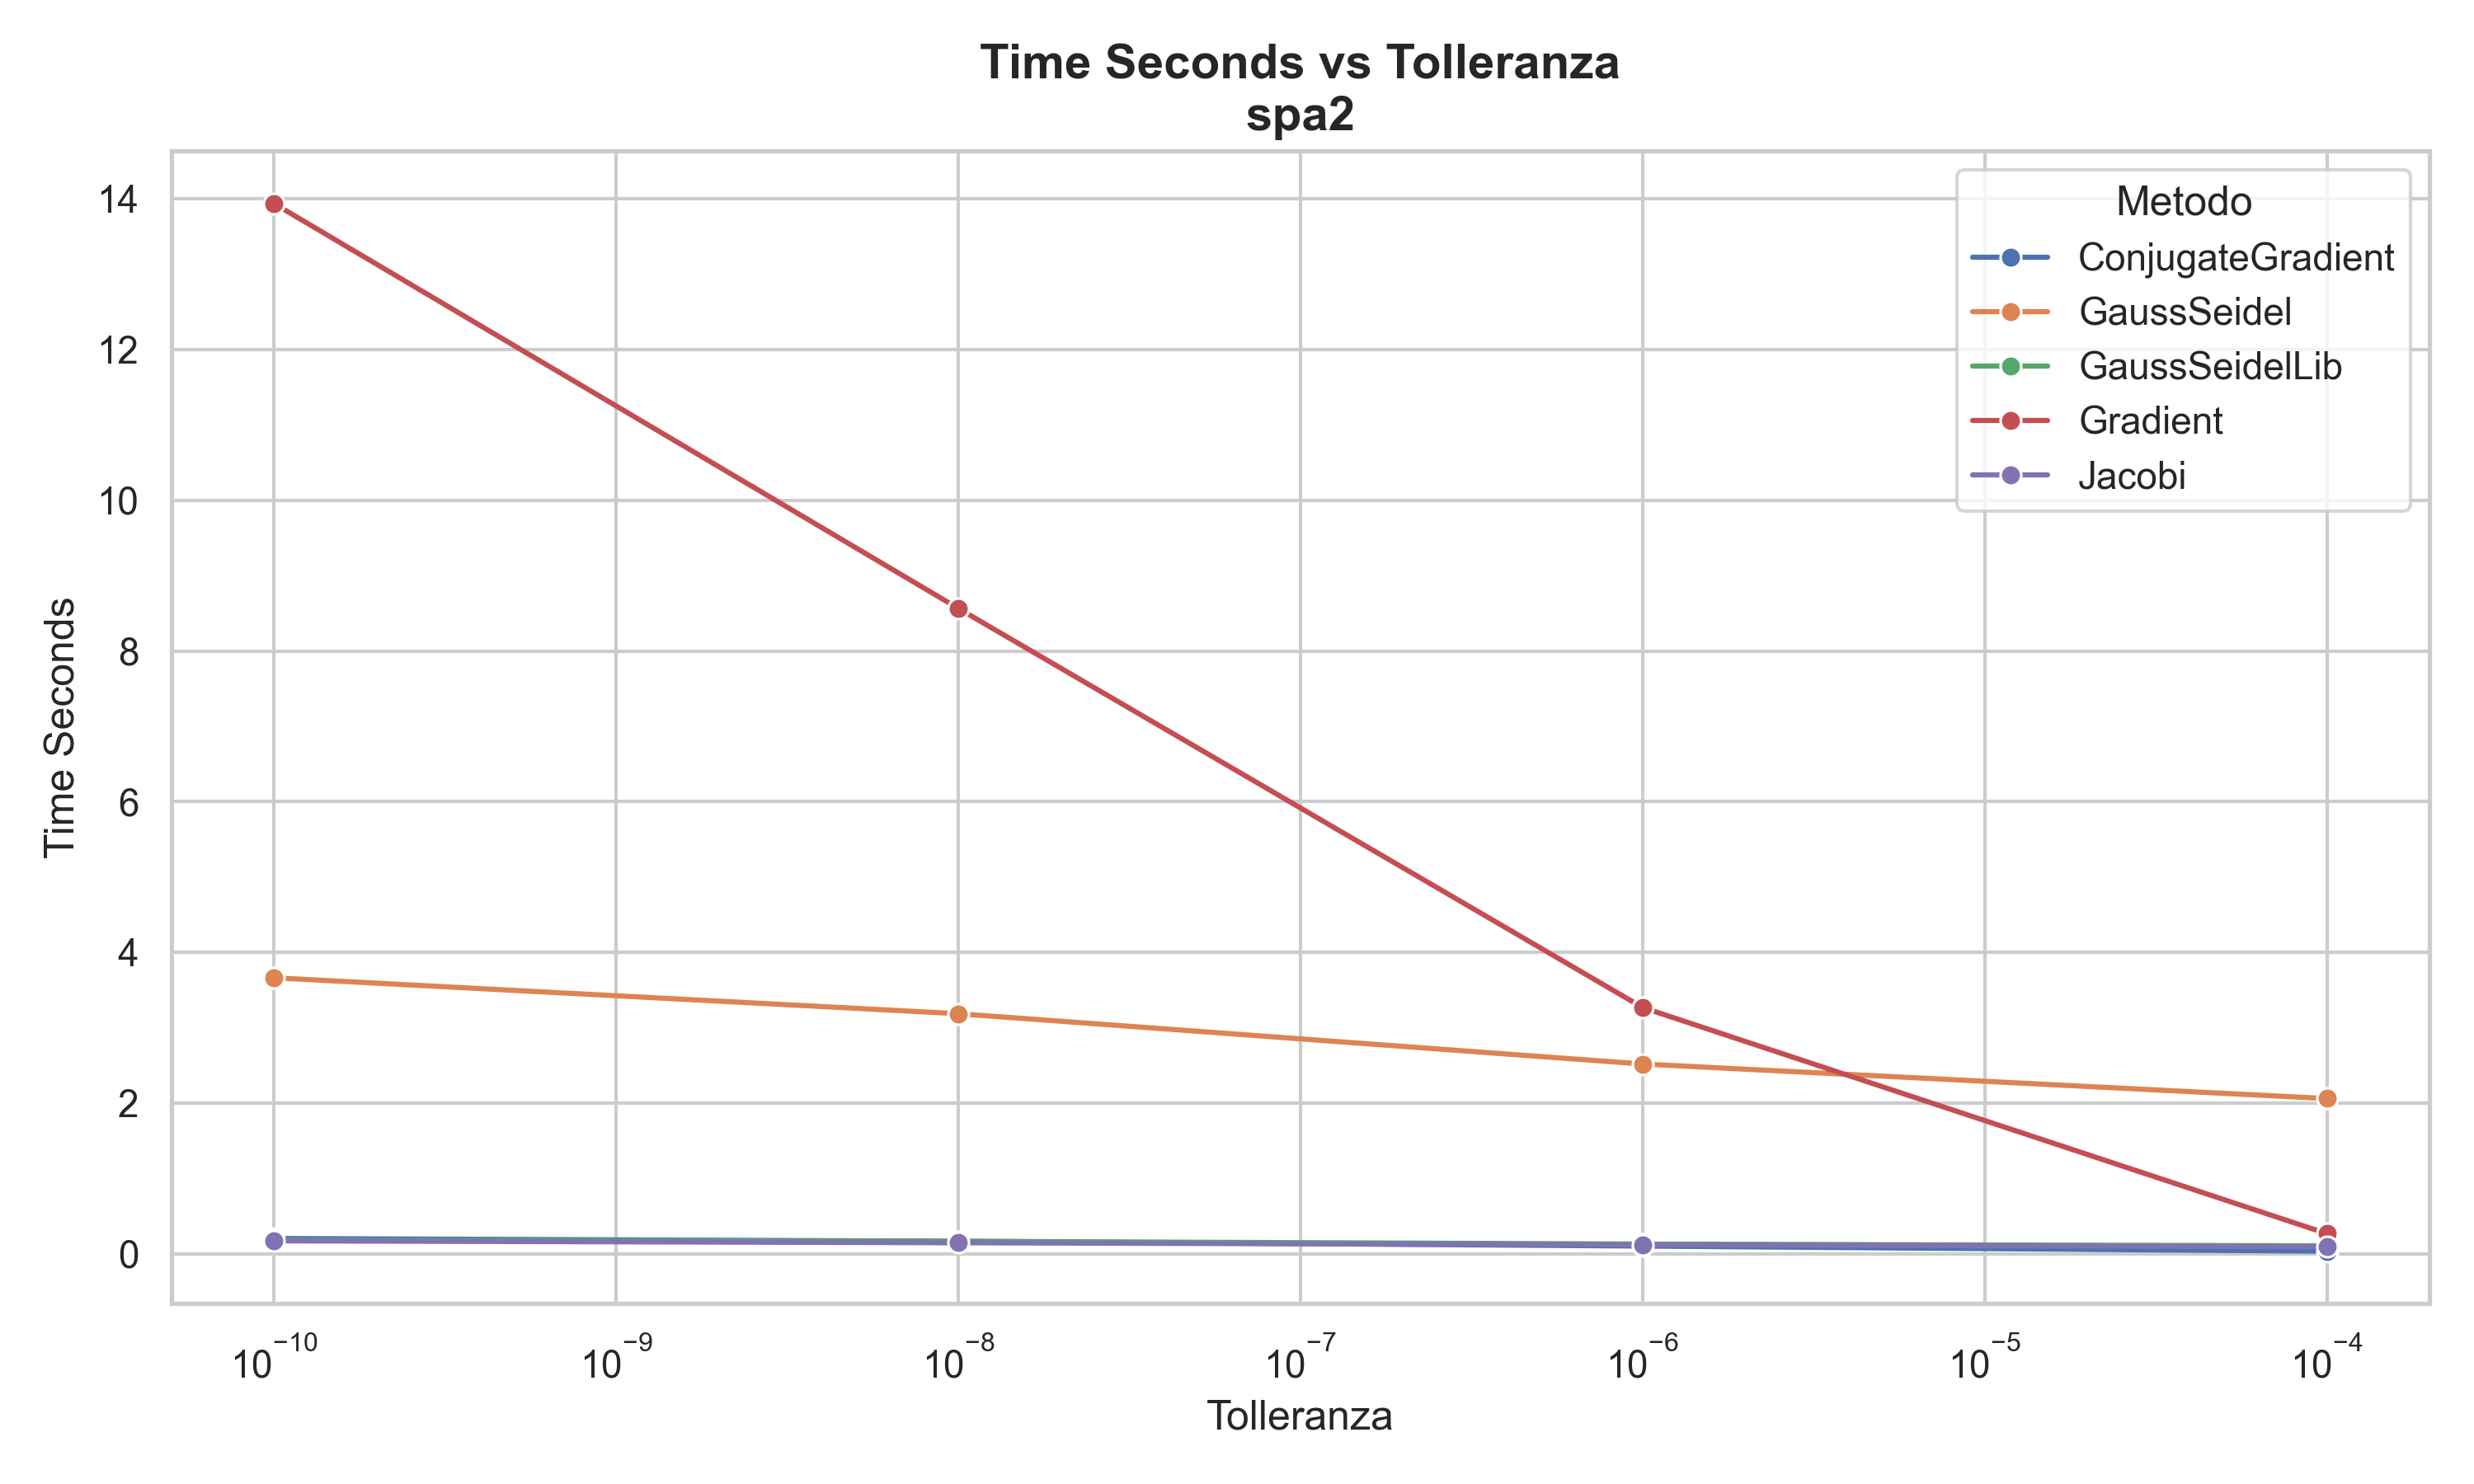 Time Seconds vs Tolleranza
spa2
Metodo
ConjugateGradient
GaussSeidel
GaussSeidelLib
Gradient
Jacobi
Time Seconds
14
12
10
8
6
4
2
0
10⁻¹⁰ 10⁻⁹ 10⁻⁸ 10⁻⁷ 10⁻⁶ 10⁻⁵ 10⁻⁴
Tolleranza